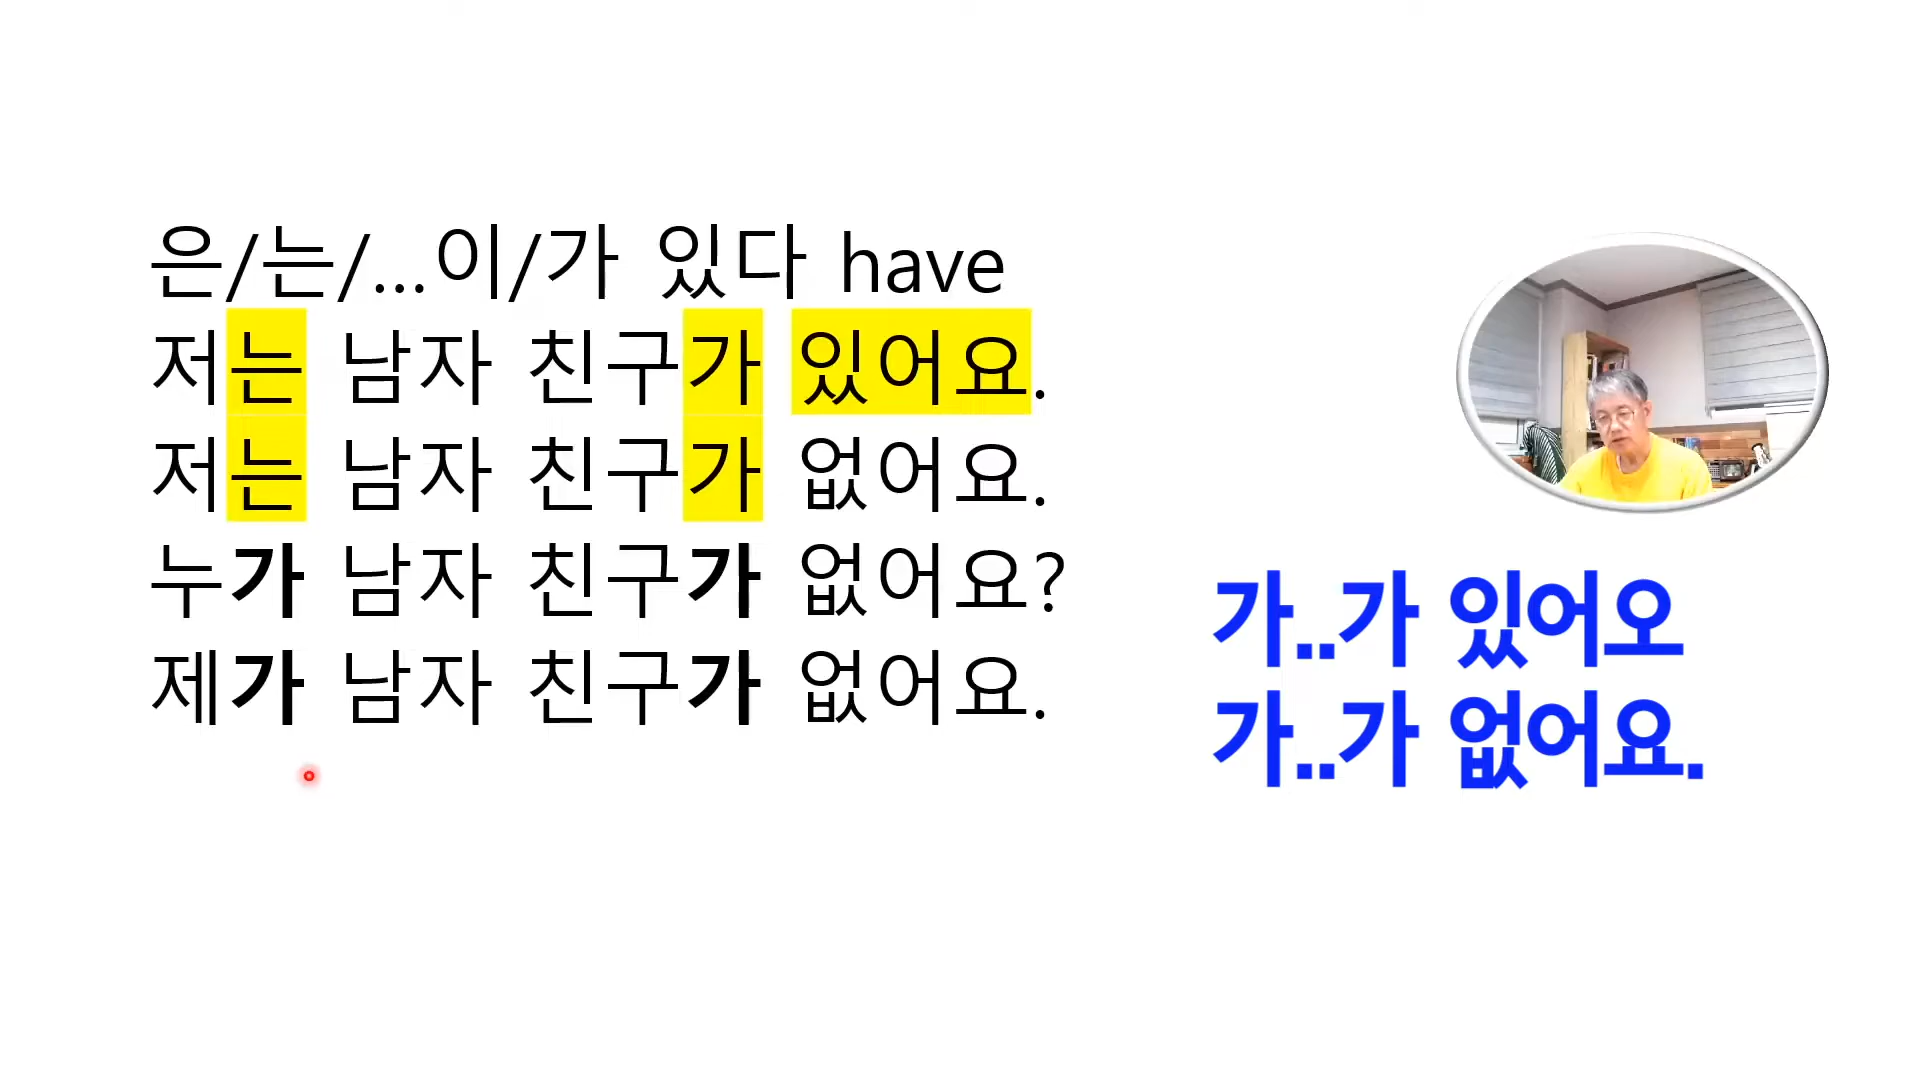 은/는/...이/가 있다 have
저는 남자 친구가 있어요.
저는 남자 친구가 없어요.
누가 남자 친구가 없어요?
제가 남자 친구가 없어요.
가..가 있어오
가..가 없어요.